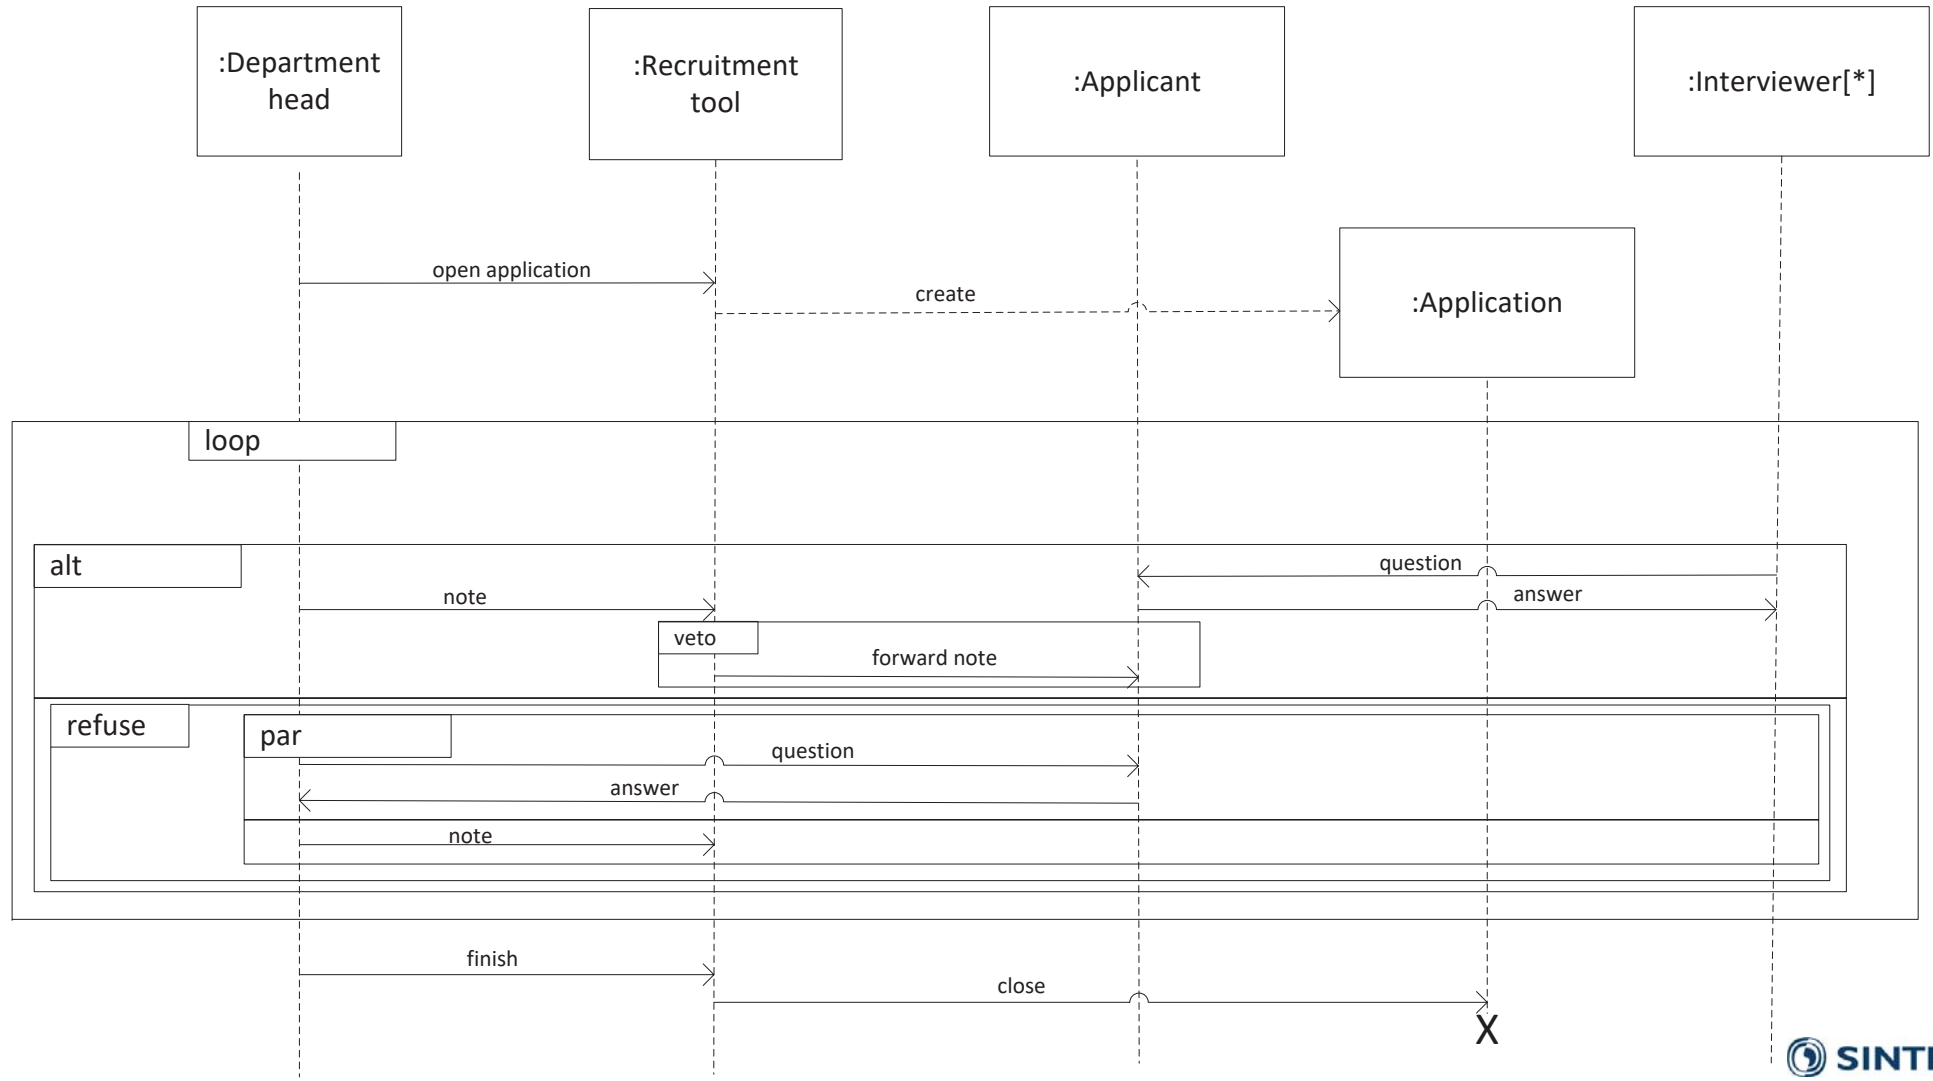 :Department
head
:Recruitment
tool
:Applicant
:Interviewer[*]
open application
create
:Application
loop
alt
question
note
answer
veto
forward note
refuse
par
question
answer
note
finish
close
X